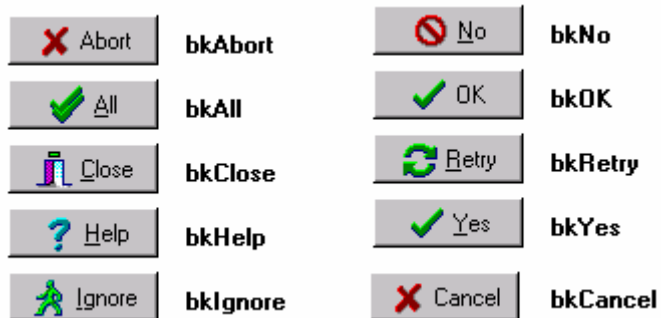 Abort bkAbort
All bkAll
Close bkClose
Help bkHelp
Ignore bkIgnore
No bkNo
OK bkOK
Retry bkRetry
Yes bkYes
Cancel bkCancel